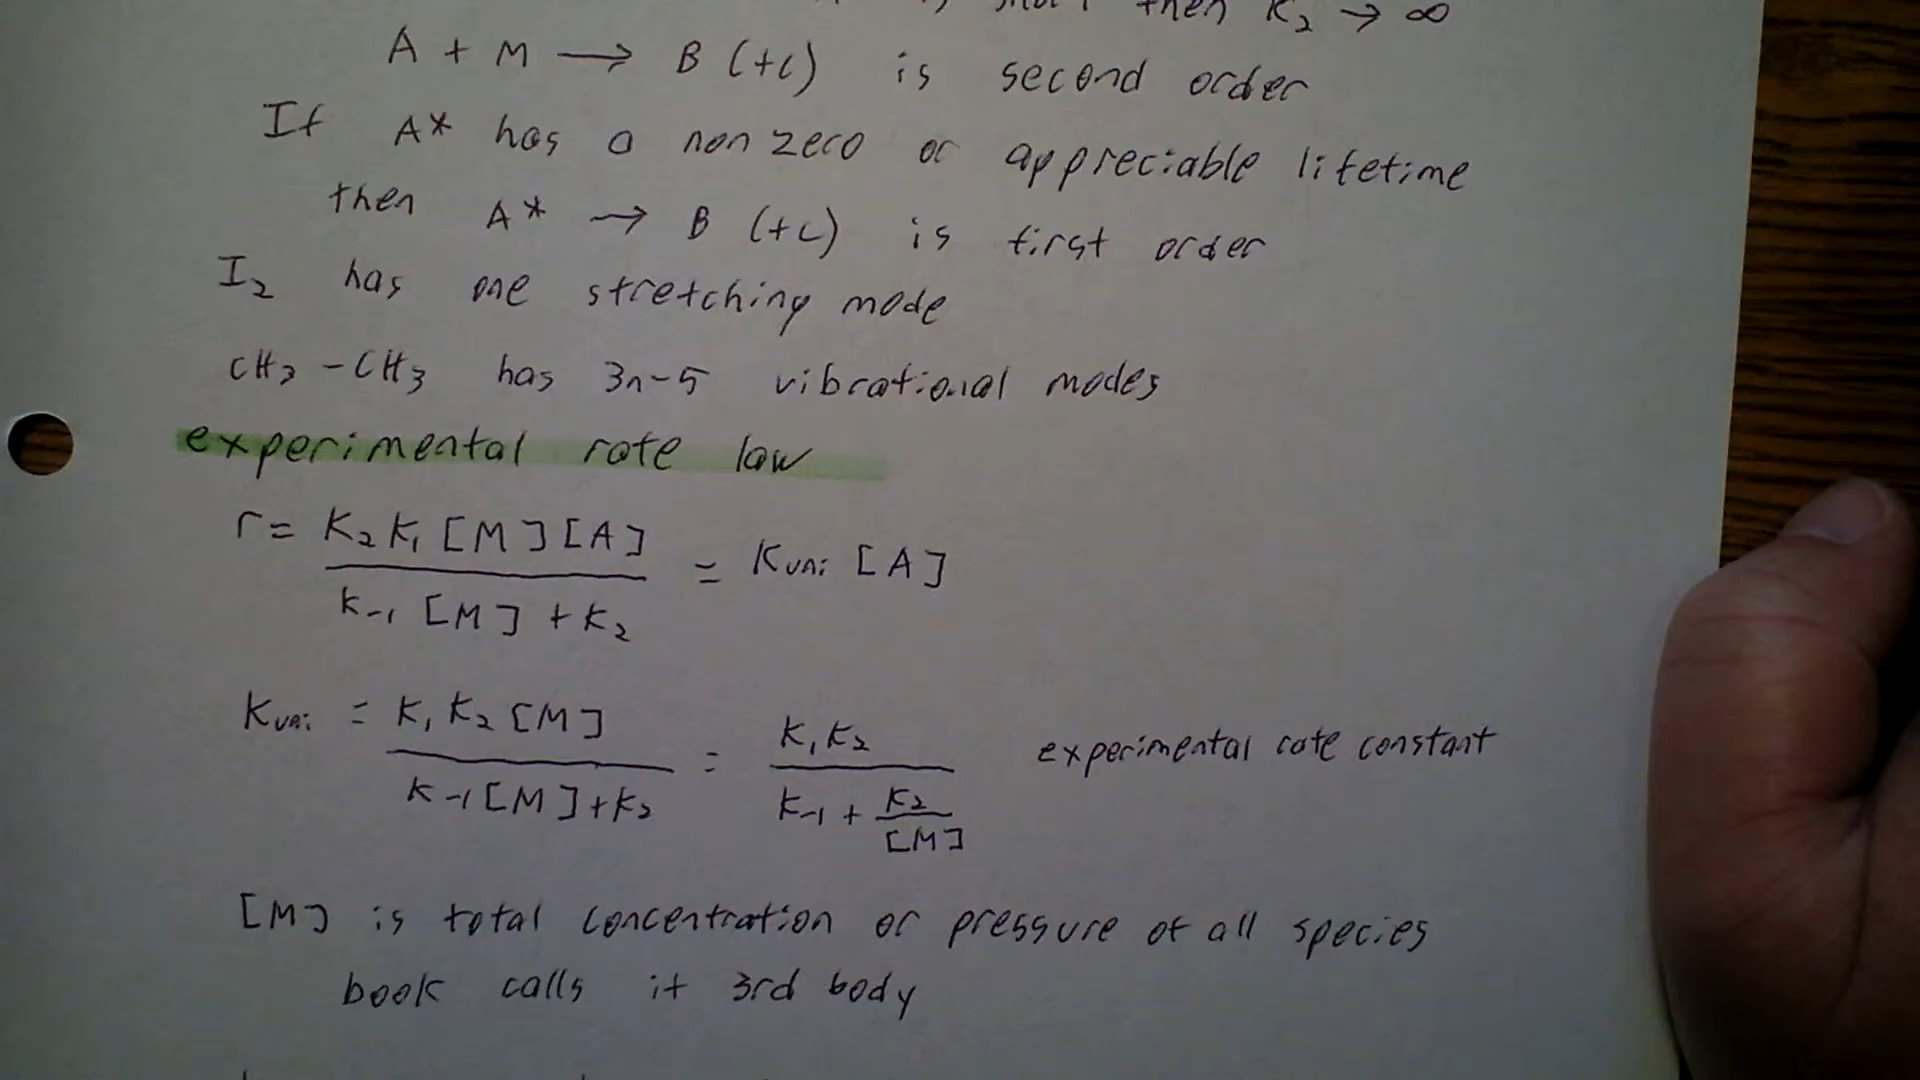 then K₂ → ∞
A + M → B (+C) is second order
If A* has a non zero or appreciable lifetime
then A* → B (+C) is first order
I₂ has one stretching mode
CH₃ - CH₃ has 3n-5 vibrational modes
experimental rate law
r = K₂K₁[M][A] / (K₋₁[M] + K₂) = Kuni [A]
Kuni = K₁K₂[M] / (K₋₁[M] + K₂) = K₁K₂ / (K₋₁ + K₂/[M]) experimental rate constant
[M] is total concentration or pressure of all species
book calls it 3rd body